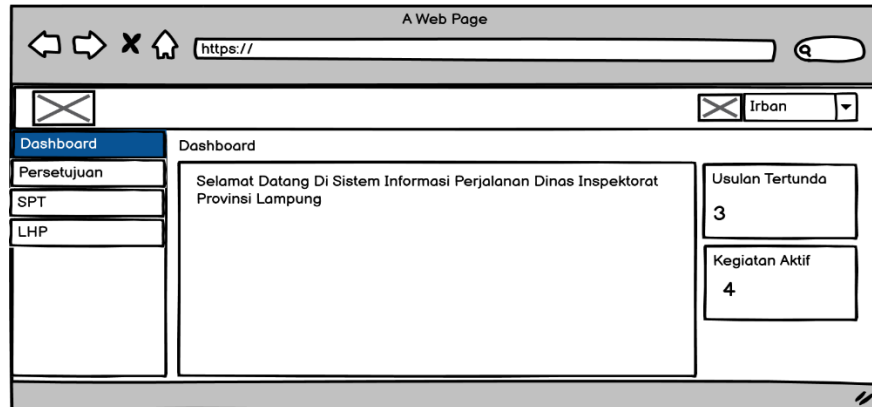 A Web Page
https://
Irban
Dashboard
Persetujuan
SPT
LHP
Dashboard
Selamat Datang Di Sistem Informasi Perjalanan Dinas Inspektorat
Provinsi Lampung
Usulan Tertunda
3
Kegiatan Aktif
4